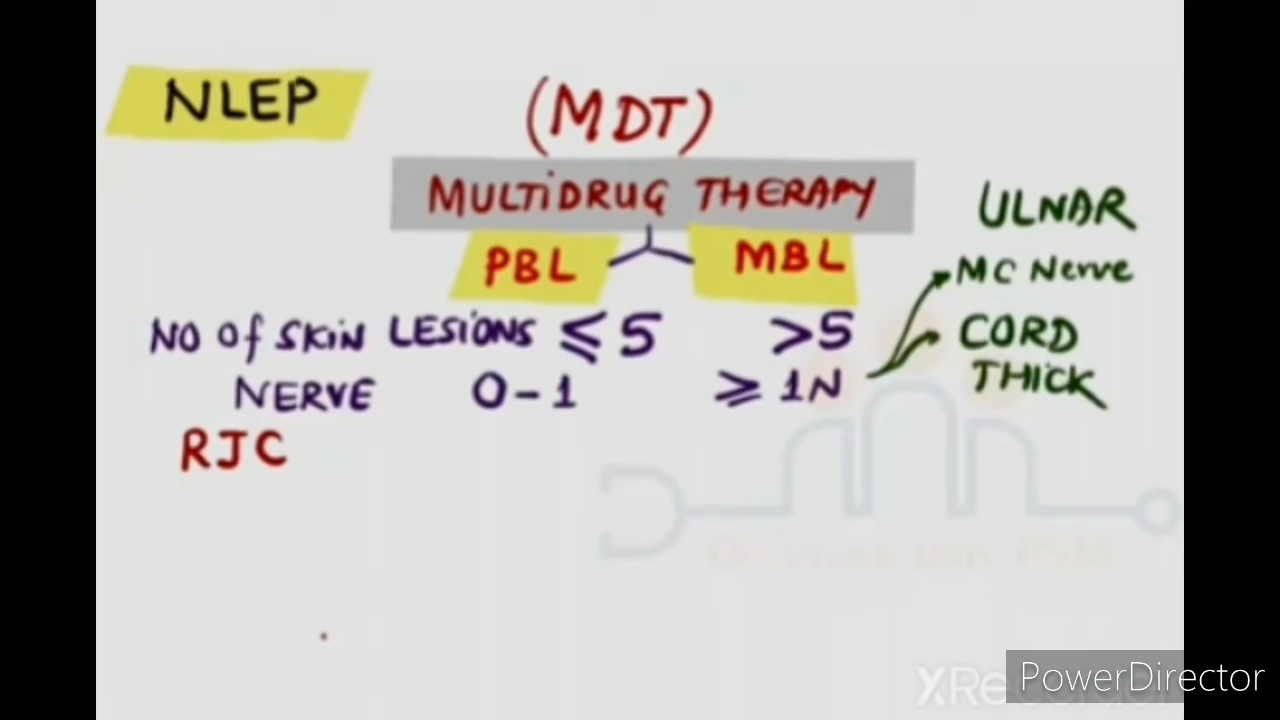 NLEP
(MDT)
MULTIDRUG THERAPY
PBL MBL
NO of SKIN LESIONS ≤ 5 >5
NERVE 0-1 ≥ 1N
RJC
ULNAR
MC Nerve
CORD
THICK
PSM
PowerDirector